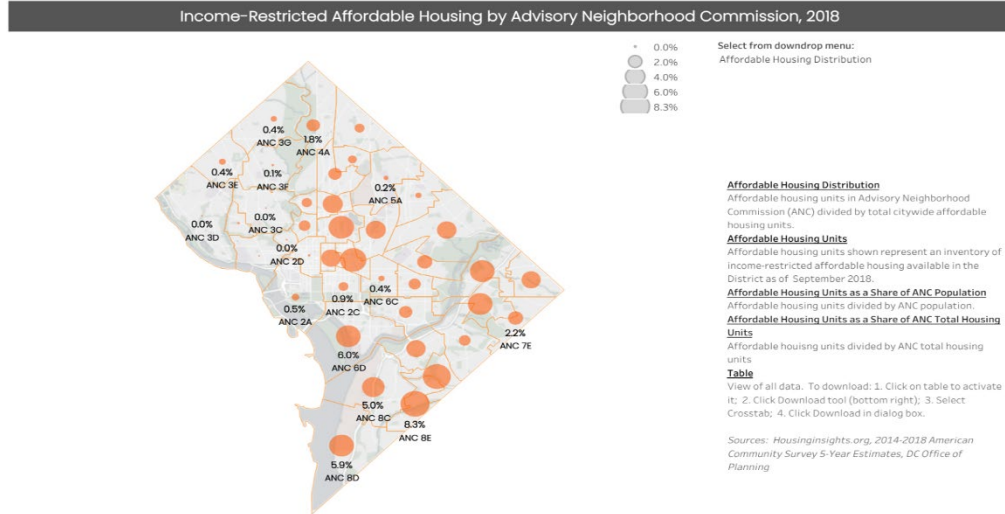 Income-Restricted Affordable Housing by Advisory Neighborhood Commission, 2018
0.0%
2.0%
4.0%
6.0%
8.3%
Select from downdrop menu:
Affordable Housing Distribution
0.4%
ANC 3G
1.8%
ANC 4A
0.4%
ANC 3E
0.1%
ANC 3F
0.2%
ANC 5A
0.0%
ANC 3D
0.0%
ANC 3C
0.0%
ANC 2D
0.5%
ANC 2A
0.9%
ANC 2C
0.4%
ANC 6C
2.2%
ANC 7E
6.0%
ANC 6D
5.0%
ANC 8C
8.3%
ANC 8E
5.9%
ANC 8D
Affordable Housing Distribution
Affordable housing units in Advisory Neighborhood
Commission (ANC) divided by total citywide affordable
housing units.
Affordable Housing Units
Affordable housing units shown represent an inventory of
income-restricted affordable housing available in the
District as of September 2018.
Affordable Housing Units as a Share of ANC Population
Affordable housing units divided by ANC population.
Affordable Housing Units as a Share of ANC Total Housing
Units
Affordable houisng units divided by ANC total housing
units
Table
View of all data. To download: 1. Click on table to activate
it; 2. Click Download tool (bottom right); 3. Select
Crosstab; 4. Click Download in dialog box.
Sources: Housinginsights.org, 2014-2018 American
Community Survey 5-Year Estimates, DC Office of
Planning